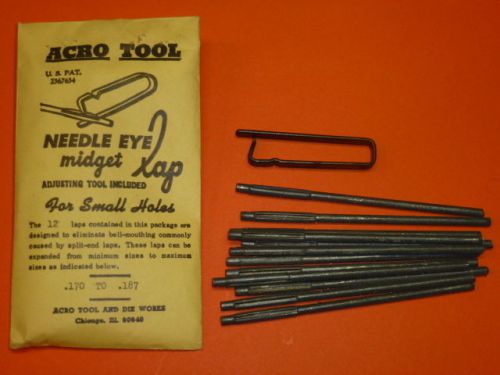 ACRO TOOL
U. S. PAT.
2367654
NEEDLE EYE
midget Lap
ADJUSTING TOOL INCLUDED
For Small Holes
The 12 laps contained in this package are
designed to eliminate bell-mouthing commonly
caused by split-end laps. These laps can be
expanded from minimum sizes to maximum
sizes as indicated below.
.170 TO .187
ACRO TOOL AND DIE WORKS
Chicago, Ill. 60640